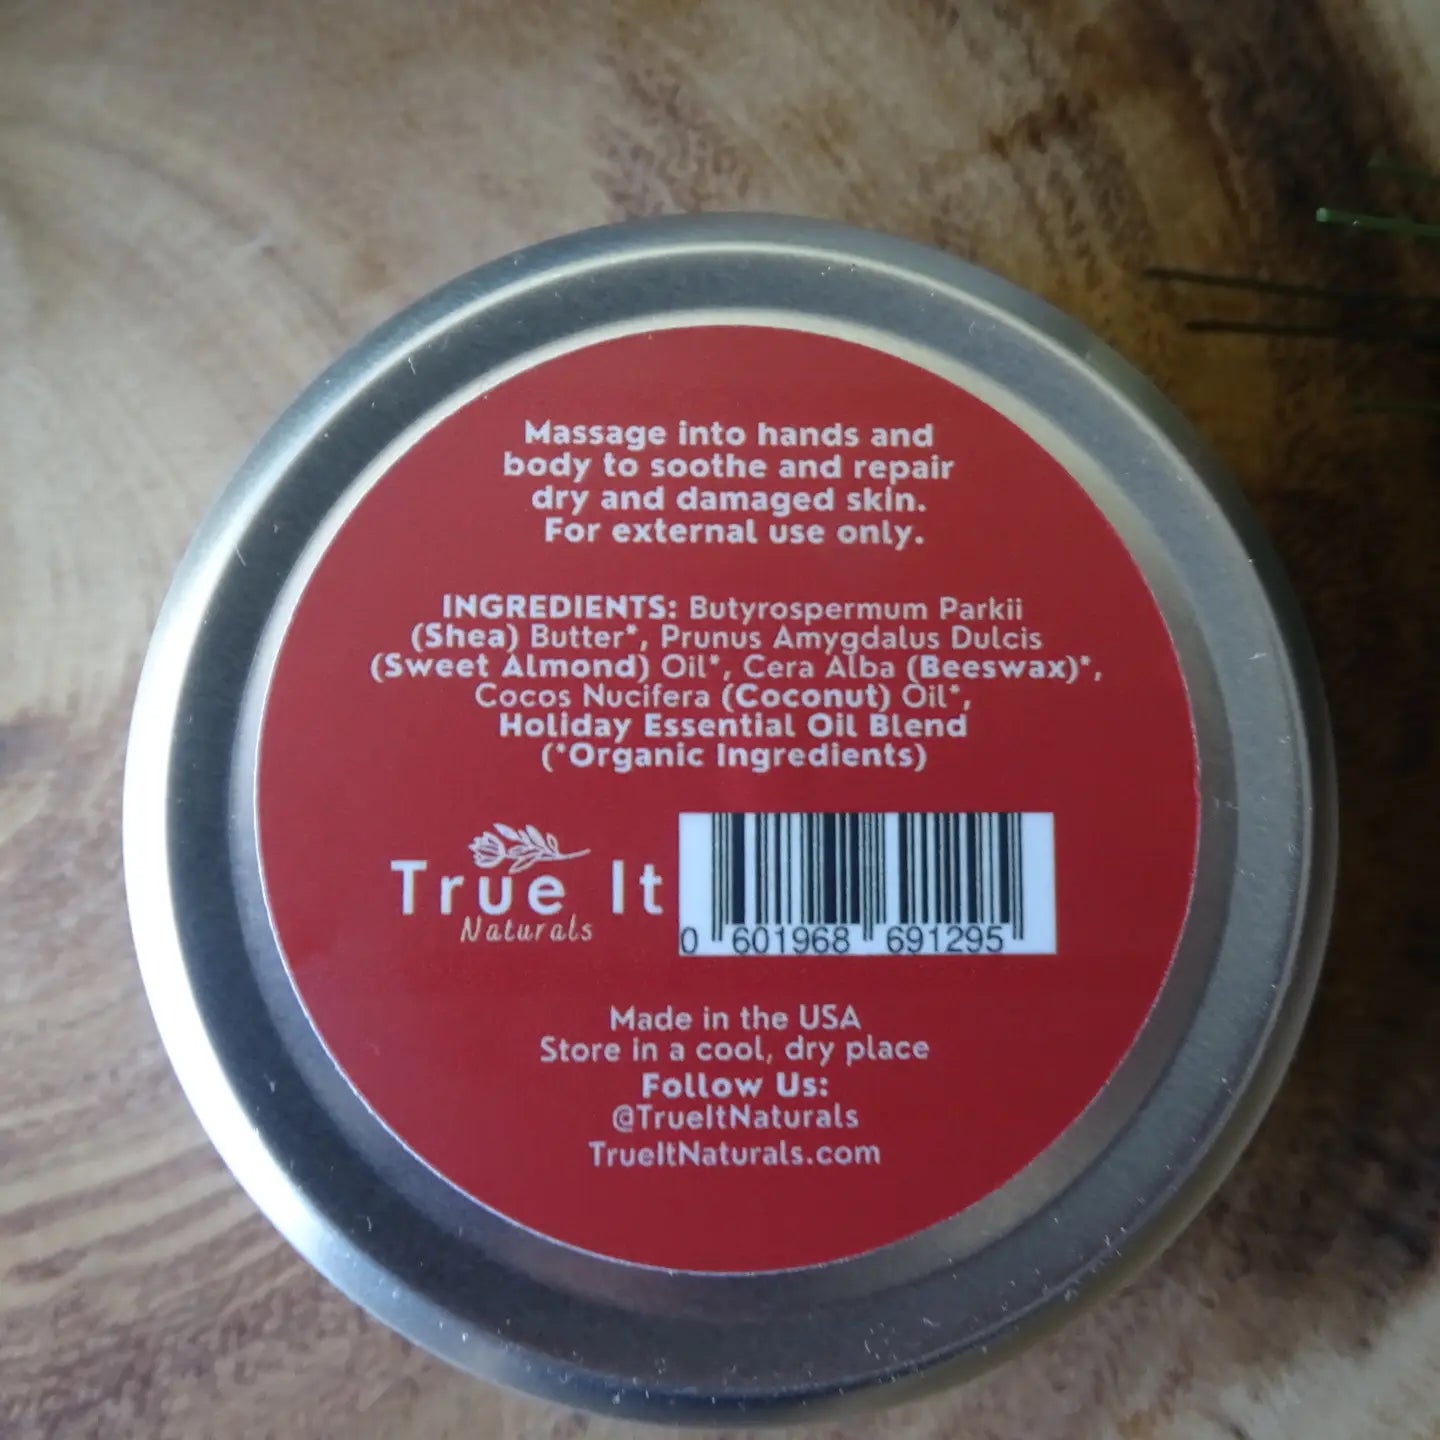 Massage into hands and
body to soothe and repair
dry and damaged skin.
For external use only.
INGREDIENTS: Butyrospermum Parkii
(Shea) Butter*, Prunus Amygdalus Dulcis
(Sweet Almond) Oil*, Cera Alba (Beeswax)*,
Cocos Nucifera (Coconut) Oil*,
Holiday Essential Oil Blend
(*Organic Ingredients)
True It
Naturals
0 601968 691295
Made in the USA
Store in a cool, dry place
Follow Us:
@TrueItNaturals
TrueItNaturals.com